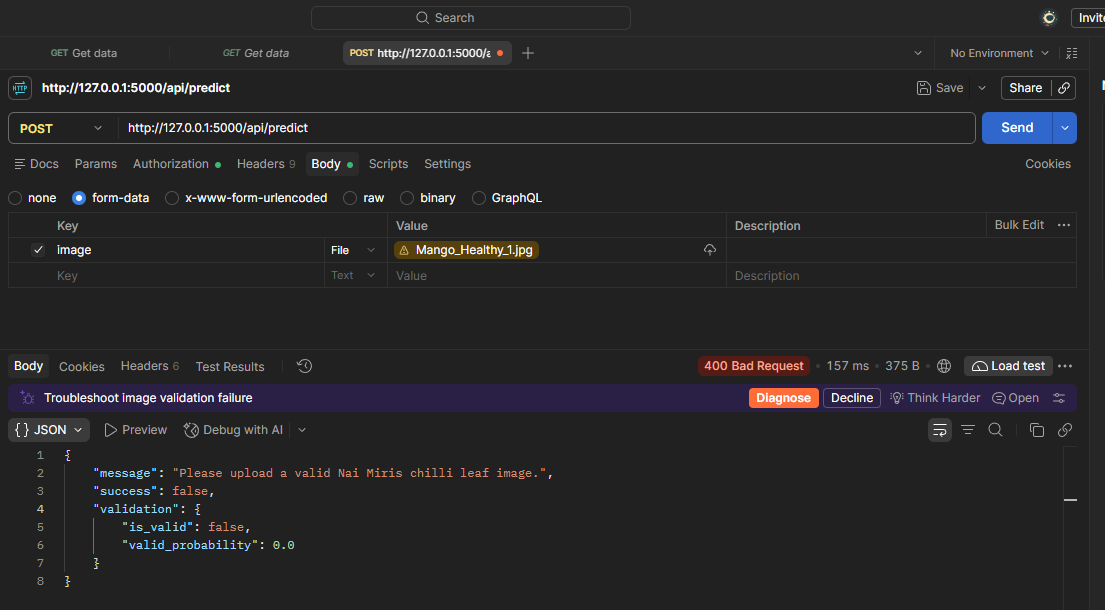 Search
Invite
GET Get data
GET Get data
POST http://127.0.0.1:5000/a
No Environment
HTTP http://127.0.0.1:5000/api/predict
Save
Share
POST
http://127.0.0.1:5000/api/predict
Send
Docs
Params
Authorization
Headers 9
Body
Scripts
Settings
Cookies
none
form-data
x-www-form-urlencoded
raw
binary
GraphQL
Key
Value
Description
Bulk Edit
image
File
Mango_Healthy_1.jpg
Key
Text
Value
Description
Body
Cookies
Headers 6
Test Results
400 Bad Request
157 ms
375 B
Load test
Troubleshoot image validation failure
Diagnose
Decline
Think Harder
Open
{} JSON
Preview
Debug with AI
1 {
2 "message": "Please upload a valid Nai Miris chilli leaf image.",
3 "success": false,
4 "validation": {
5 "is_valid": false,
6 "valid_probability": 0.0
7 }
8 }